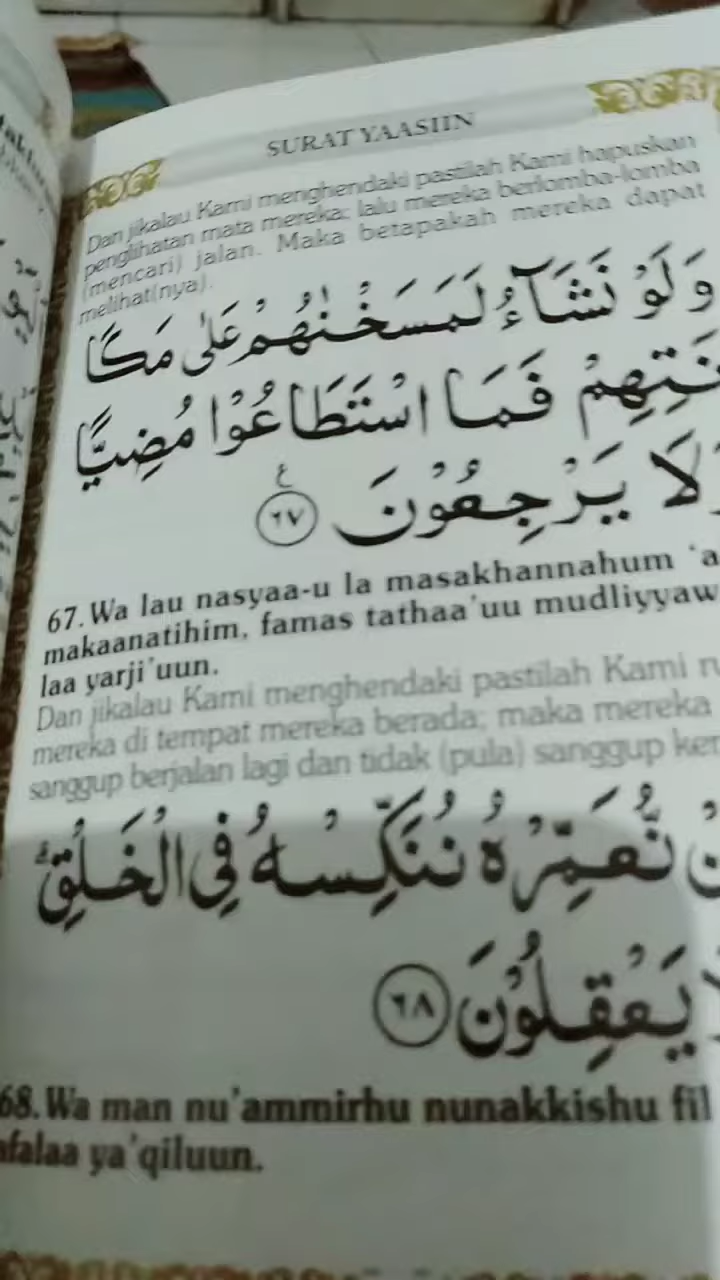 SURAT YAASIIN
Dan jikalau Kami menghendaki pastilah Kami hapuskan
penglihatan mata mereka; lalu mereka berlomba-lomba
(mencari) jalan. Maka betapakah mereka dapat
melihat(nya).
وَلَوْ نَشَآءُ لَمَسَخْنٰهُمْ عَلٰى مَكَا
نَتِهِمْ فَمَا اسْتَطَاعُوْا مُضِيًّا
لَا يَرْجِعُوْنَ ع ٦٧
67. Wa lau nasyaa-u la masakhannahum 'a
makaanatihim, famas tathaa'uu mudliyyaw
laa yarji'uun.
Dan jikalau Kami menghendaki pastilah Kami
mereka di tempat mereka berada; maka mereka
sanggup berjalan lagi dan tidak (pula) sanggup
نُّعَمِّرْهُ نُنَكِّسْهُ فِى الْخَلْقِۗ
يَعْقِلُوْنَ ٦٨
68. Wa man nu'ammirhu nunakkishu fil
afalaa ya'qiluun.